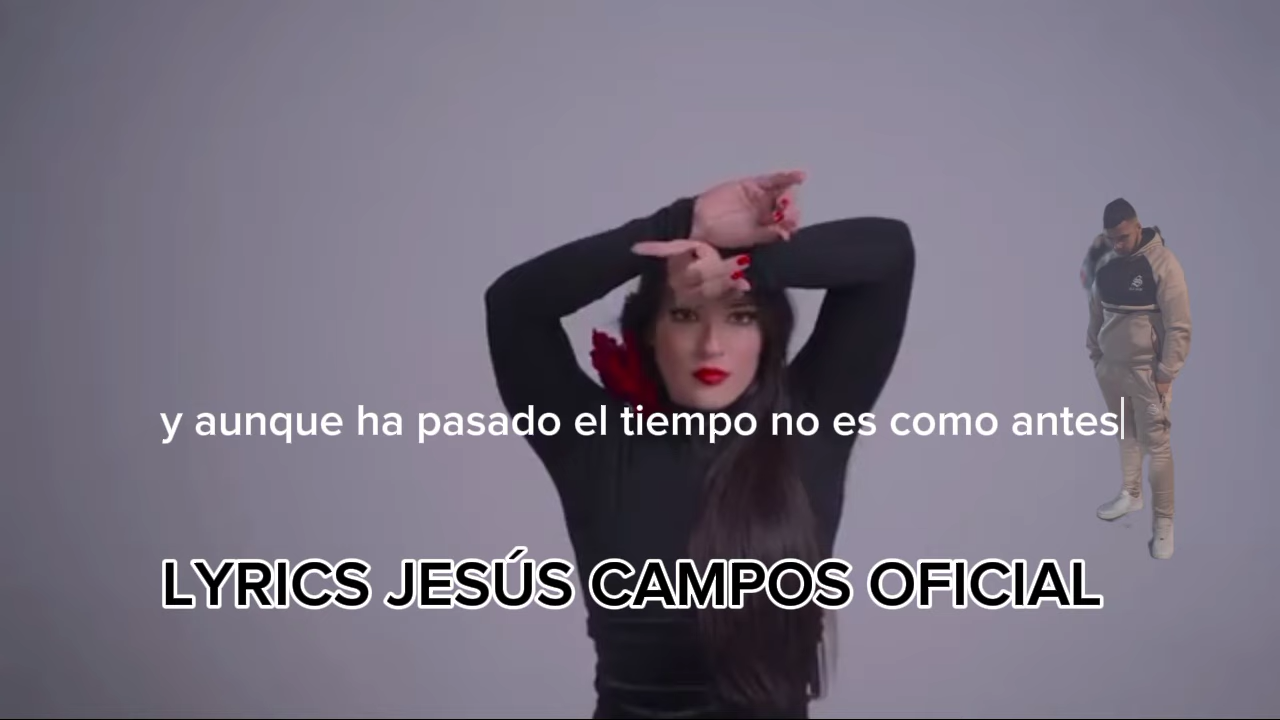 y aunque ha pasado el tiempo no es como antes
LYRICS JESÚS CAMPOS OFICIAL